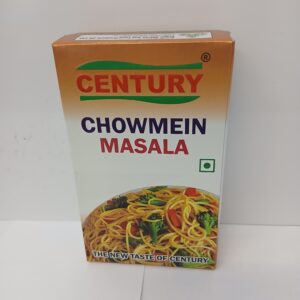 CENTURY
®
CHOWMEIN
MASALA
THE NEW TASTE OF CENTURY